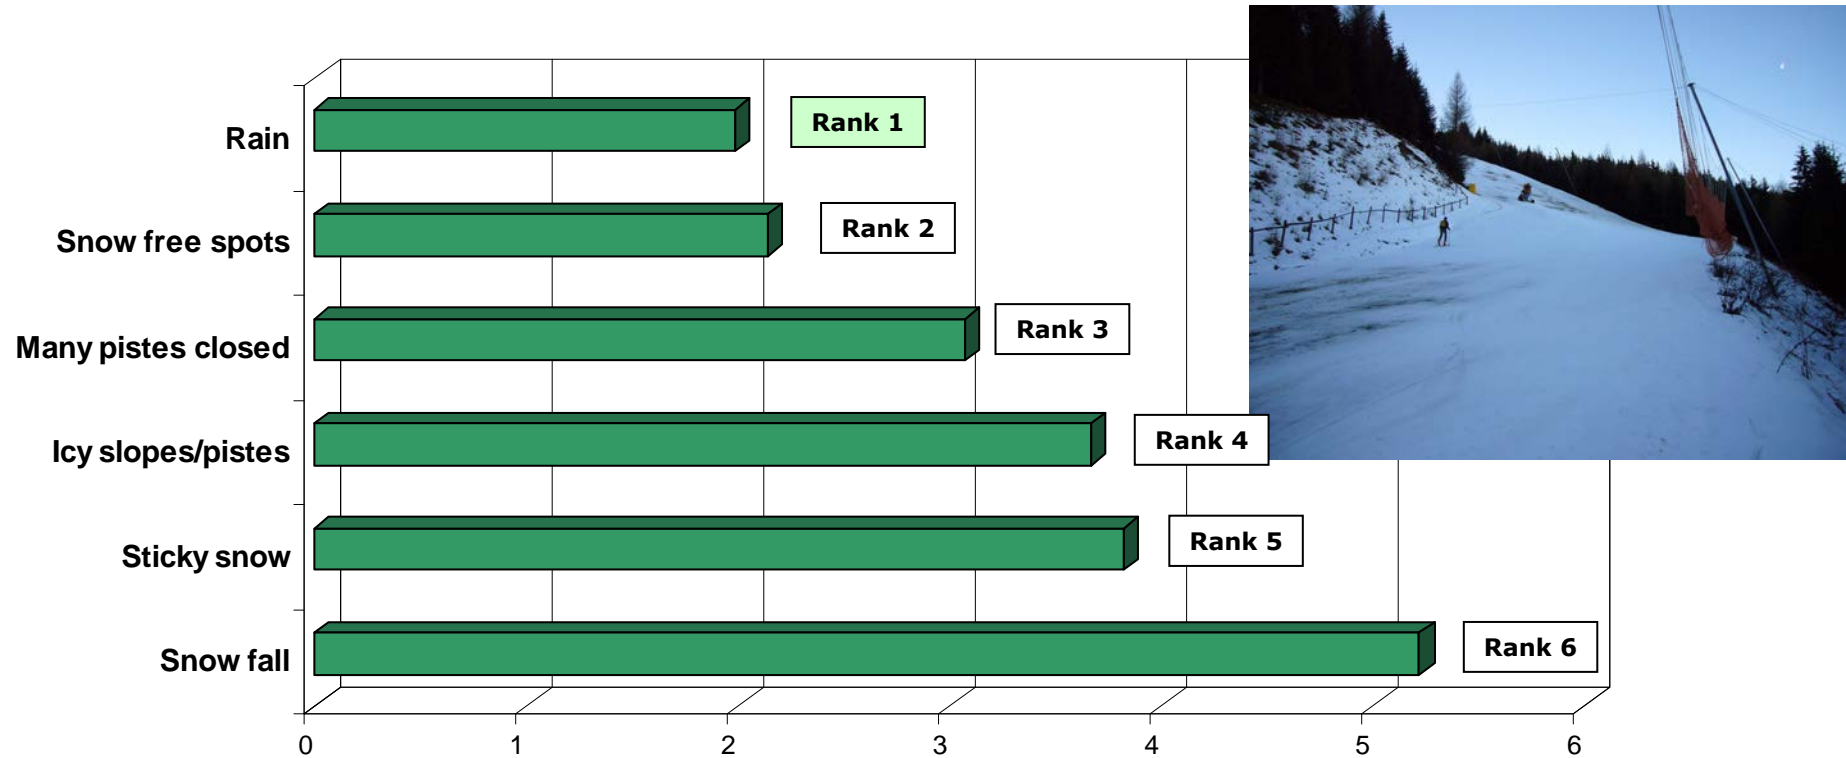 Rain
Rank 1
Snow free spots
Rank 2
Many pistes closed
Rank 3
Icy slopes/pistes
Rank 4
Sticky snow
Rank 5
Snow fall
Rank 6
0 1 2 3 4 5 6